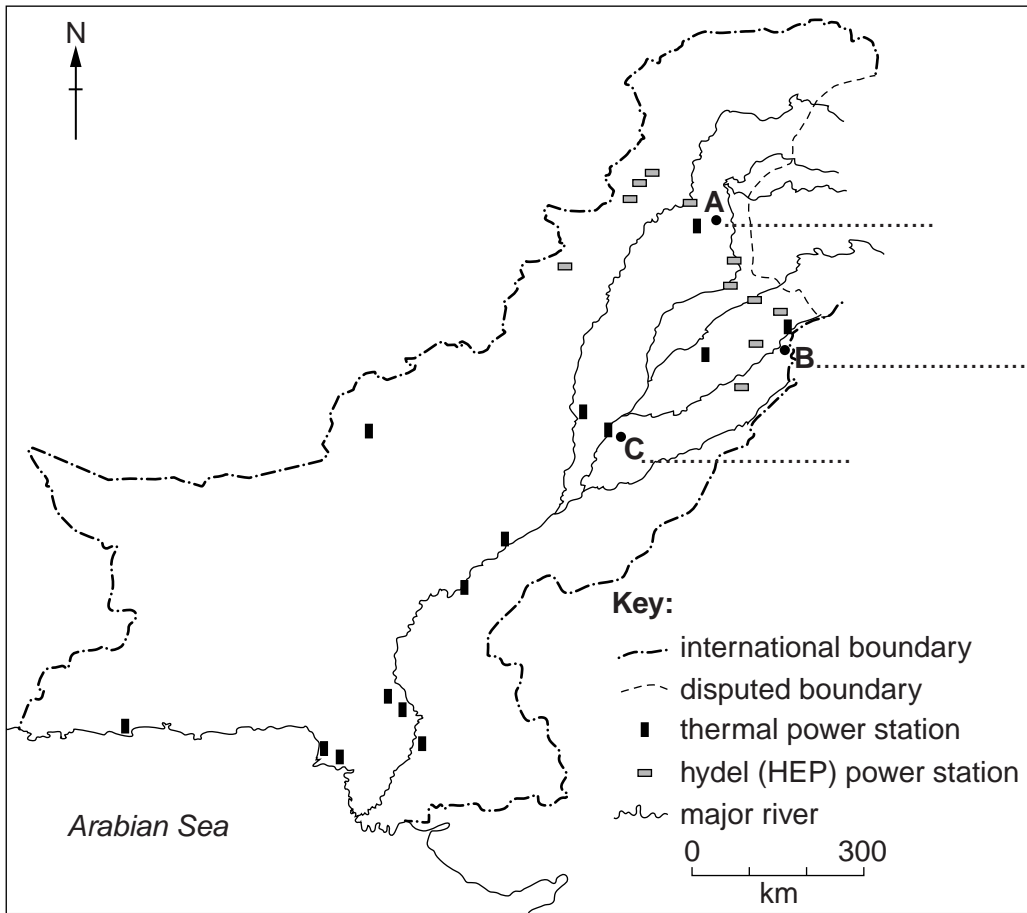 N
A
B
C
Key:
international boundary
disputed boundary
thermal power station
hydel (HEP) power station
major river
Arabian Sea
0 300
km